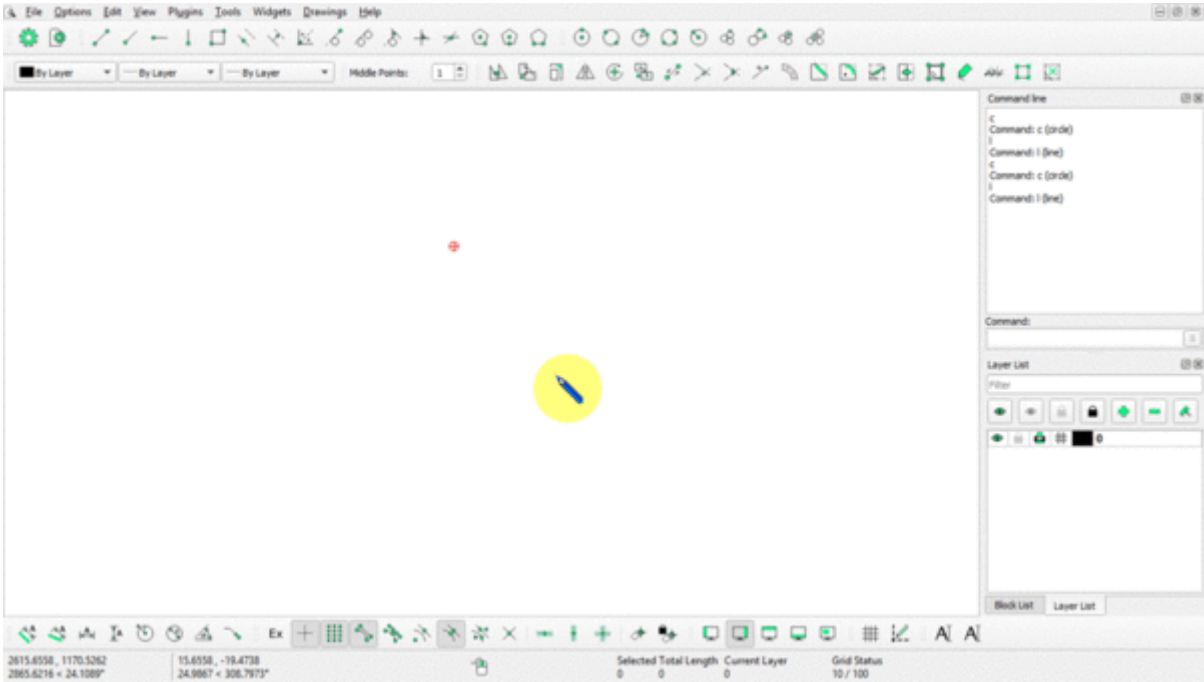 File Options Edit View Plugins Tools Widgets Drawings Help
By Layer By Layer By Layer Middle Points: 1
Command line
c
Command: c (circle)
l
Command: l (line)
c
Command: c (circle)
l
Command: l (line)
Command:
Layer List
Filter
0
Block List Layer List
Ex
2615.6558 , 1170.5262 15.6558 , -19.4738 Selected Total Length Current Layer Grid Status
2865.6216 < 24.1089° 24.9867 < 308.7973° 0 0 0 10 / 100